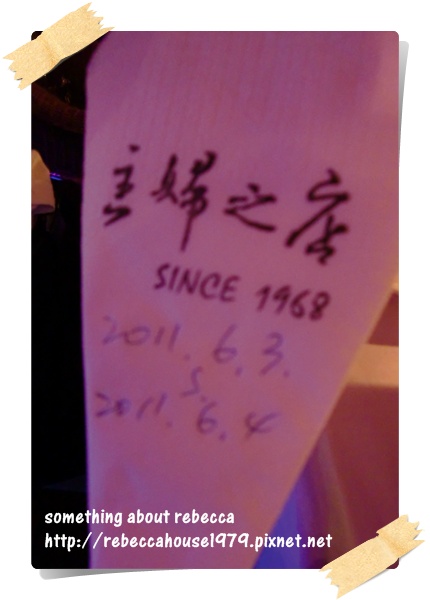 主婦之店
SINCE 1968
2011. 6. 3.
S.
2011. 6. 4
something about rebecca
http://rebeccahouse1979.pixnet.net